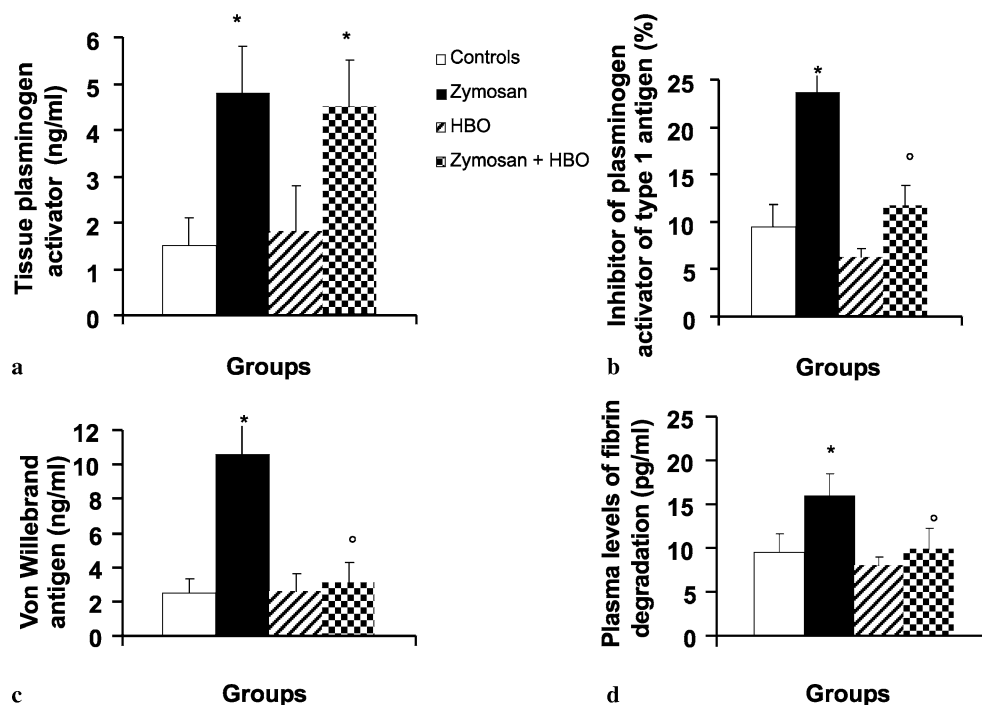 a
Tissue plasminogen
activator (ng/ml)
6
5
4
3
2
1
0
*
*
Groups
Controls
Zymosan
HBO
Zymosan + HBO
b
Inhibitor of plasminogen
activator of type 1 antigen (%)
25
20
15
10
5
0
*
°
Groups
c
Von Willebrand
antigen (ng/ml)
12
10
8
6
4
2
0
*
°
Groups
d
Plasma levels of fibrin
degradation (pg/ml)
25
20
15
10
5
0
*
°
Groups